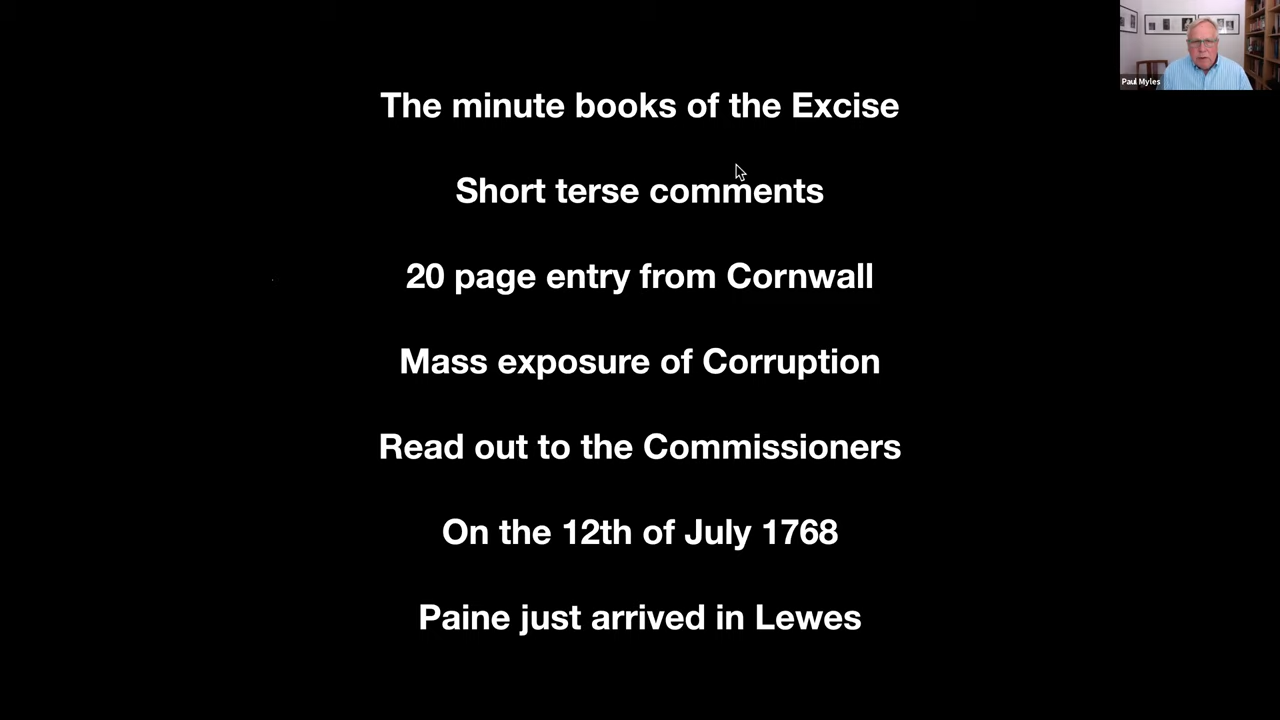 Paul Myles
The minute books of the Excise
Short terse comments
20 page entry from Cornwall
Mass exposure of Corruption
Read out to the Commissioners
On the 12th of July 1768
Paine just arrived in Lewes